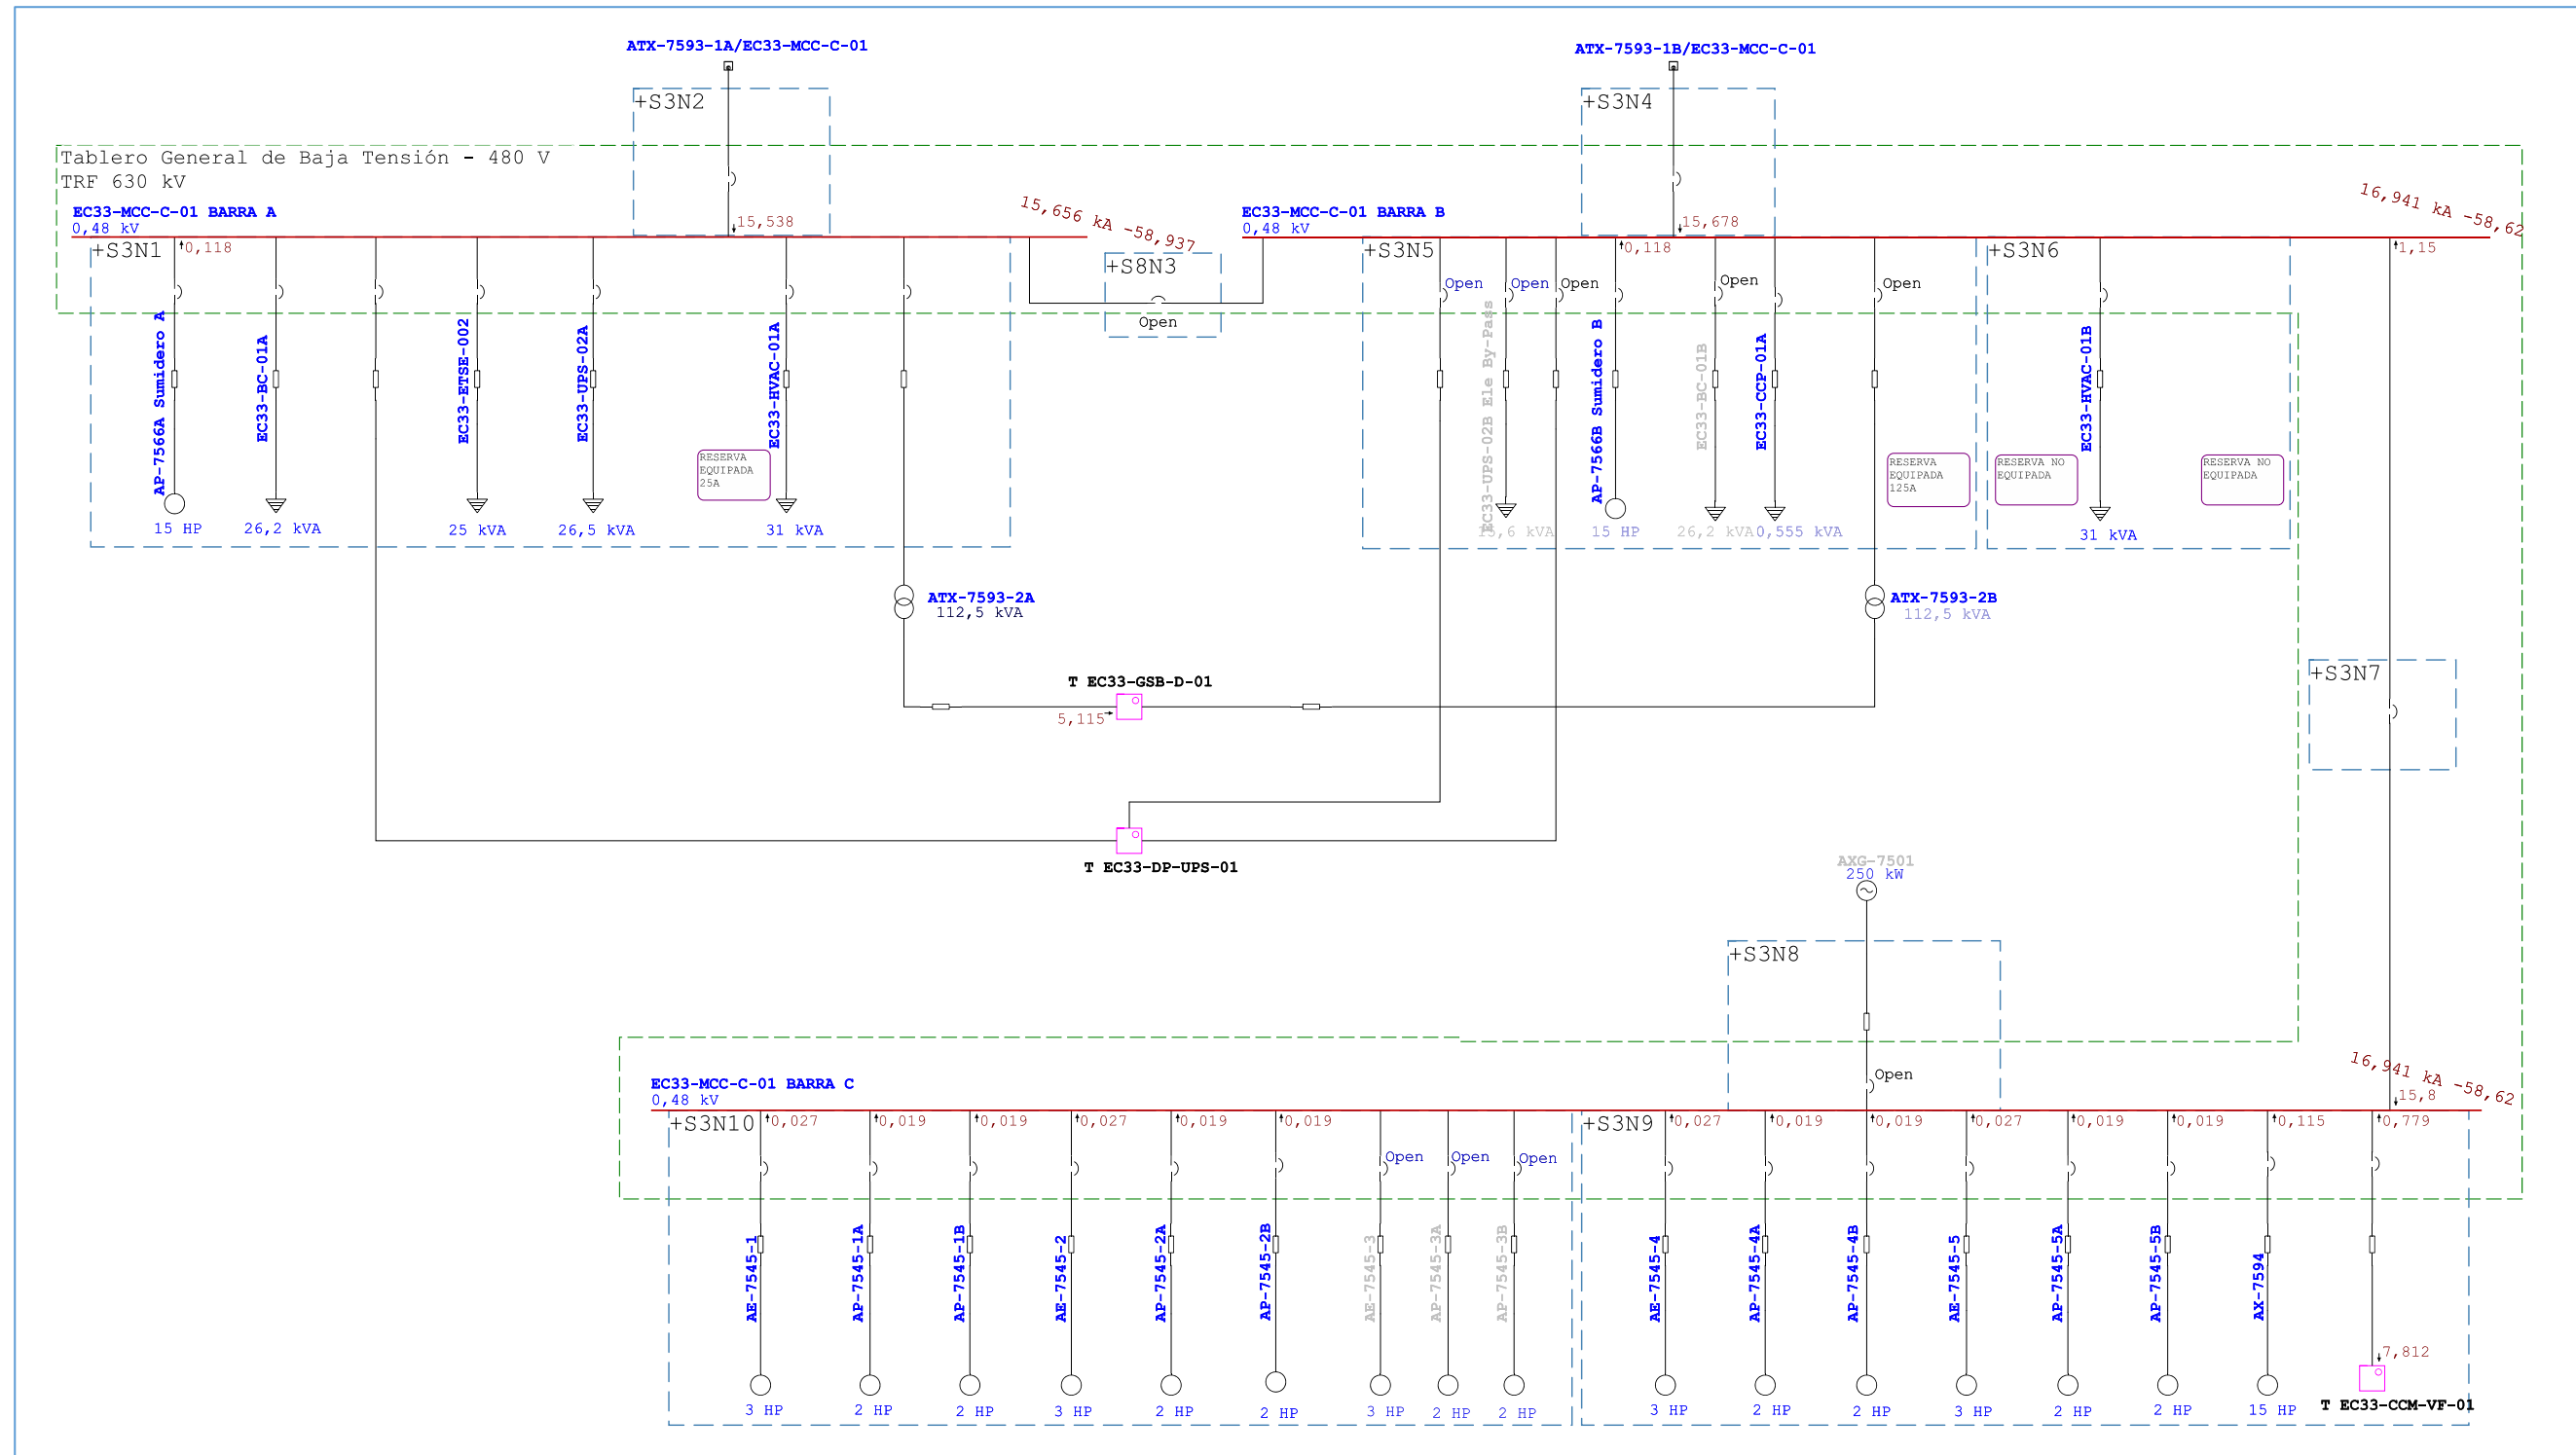 ATX-7593-1A/EC33-MCC-C-01
ATX-7593-1B/EC33-MCC-C-01
+S3N2
+S3N4
Tablero General de Baja Tensión - 480 V
TRF 630 kV
EC33-MCC-C-01 BARRA A
0,48 kV
15,538
15,656 kA -58,937
EC33-MCC-C-01 BARRA B
0,48 kV
15,678
16,941 kA -58,62
+S3N1
0,118
+S8N3
Open
+S3N5
Open
Open
Open
0,118
Open
Open
+S3N6
1,15
AP-7566A Sumidero A
EC33-BC-01A
EC33-ETSE-002
EC33-UPS-02A
EC33-HVAC-01A
EC33-UPS-02B Ele By-Pass
AP-7566B Sumidero B
EC33-BC-01B
EC33-CCP-01A
EC33-HVAC-01B
RESERVA
EQUIPADA
25A
RESERVA
EQUIPADA
125A
RESERVA NO
EQUIPADA
RESERVA NO
EQUIPADA
15 HP
26,2 kVA
25 kVA
26,5 kVA
31 kVA
15,6 kVA
15 HP
26,2 kVA
0,555 kVA
31 kVA
ATX-7593-2A
112,5 kVA
ATX-7593-2B
112,5 kVA
T EC33-GSB-D-01
5,115
+S3N7
T EC33-DP-UPS-01
AXG-7501
250 kW
+S3N8
Open
EC33-MCC-C-01 BARRA C
0,48 kV
16,941 kA -58,62
15,8
+S3N10
0,027
0,019
0,019
0,027
0,019
0,019
Open
Open
Open
+S3N9
0,027
0,019
0,019
0,027
0,019
0,019
0,115
0,779
AE-7545-1
AP-7545-1A
AP-7545-1B
AE-7545-2
AP-7545-2A
AP-7545-2B
AE-7545-3
AP-7545-3A
AP-7545-3B
AE-7545-4
AP-7545-4A
AP-7545-4B
AE-7545-5
AP-7545-5A
AP-7545-5B
AX-7594
7,812
3 HP
2 HP
2 HP
3 HP
2 HP
2 HP
3 HP
2 HP
2 HP
3 HP
2 HP
2 HP
3 HP
2 HP
2 HP
15 HP
T EC33-CCM-VF-01